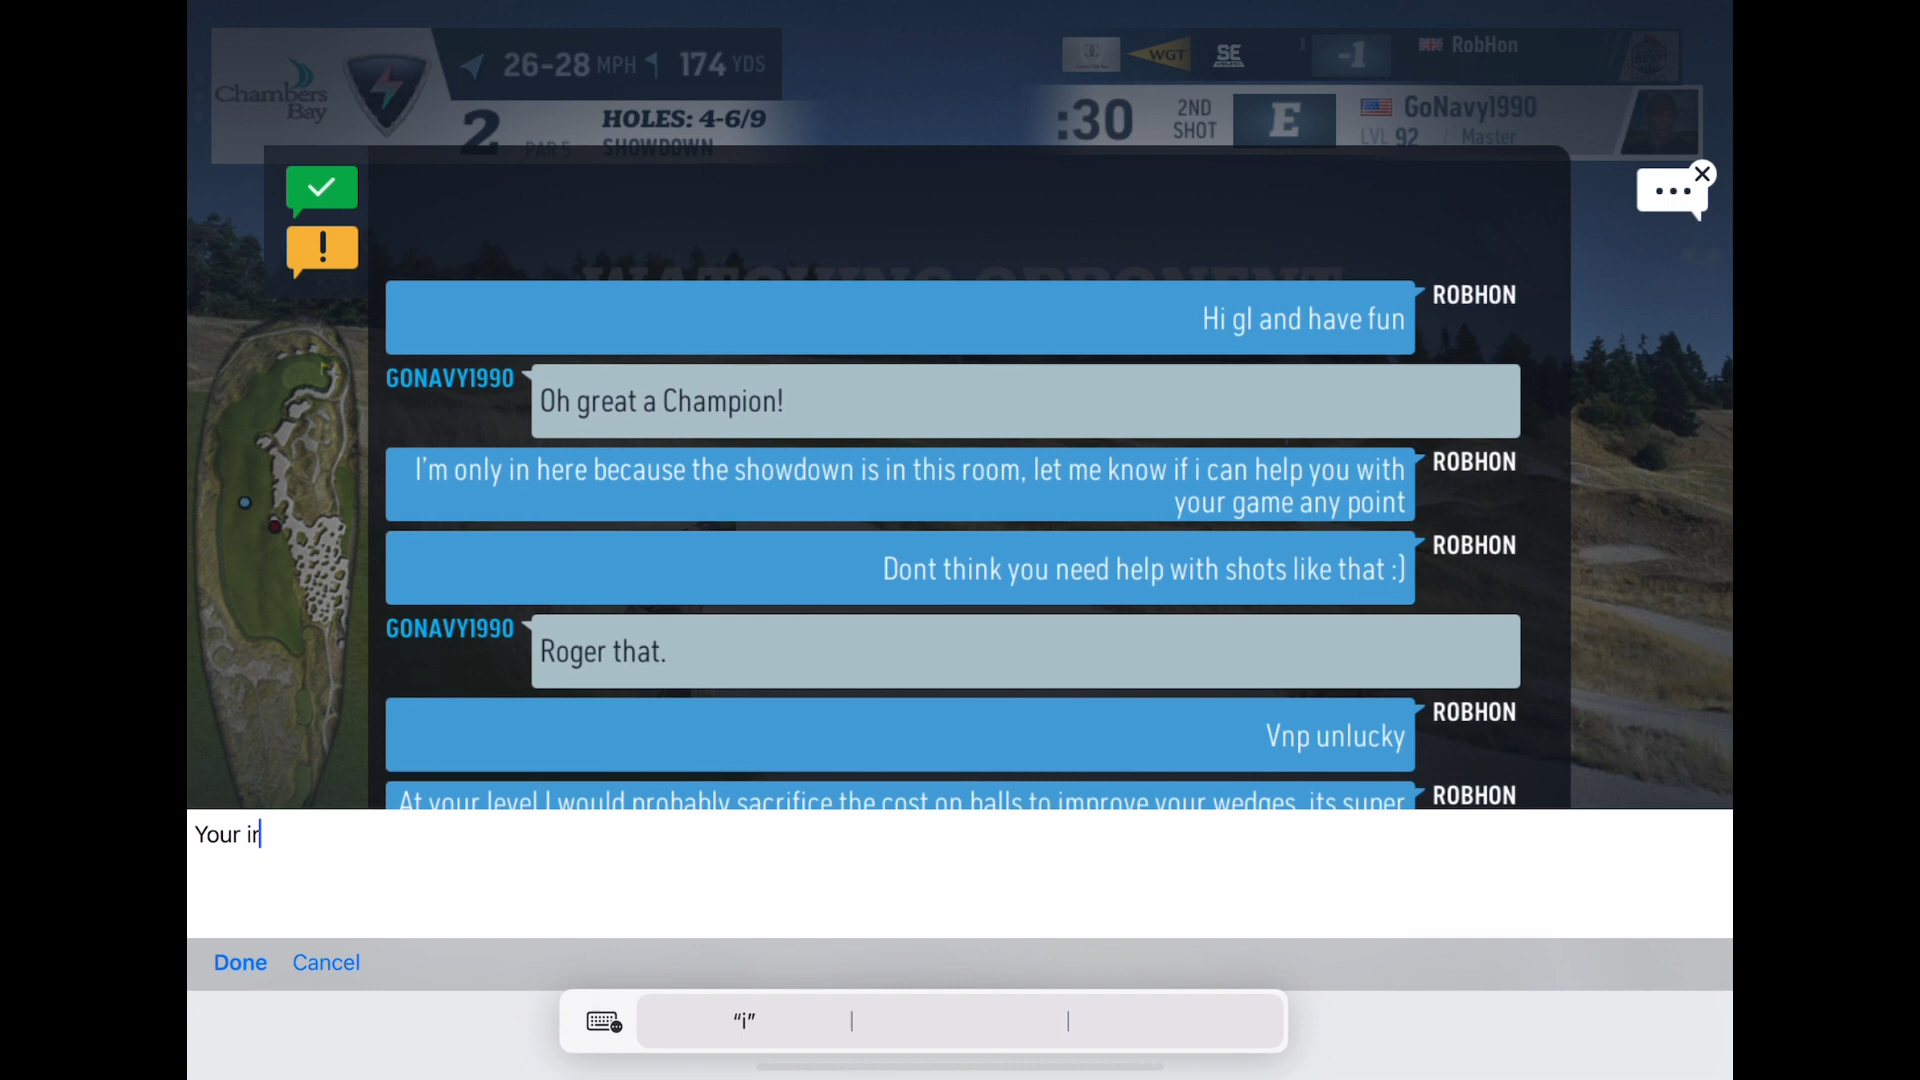 Chambers Bay
26-28 MPH 174 YDS
2 PAR 5
HOLES: 4-6/9
SHOWDOWN
WGT
SE
-1 RobHon
:30 2ND SHOT E GoNavy1990
LVL 92 / Master
WATCHING OPPONENT
ROBHON
Hi gl and have fun
GONAVY1990
Oh great a Champion!
ROBHON
I'm only in here because the showdown is in this room, let me know if i can help you with
your game any point
ROBHON
Dont think you need help with shots like that :)
GONAVY1990
Roger that.
ROBHON
Vnp unlucky
ROBHON
At your level I would probably sacrifice the cost on balls to improve your wedges, its super
Your ir
Done Cancel
“i”